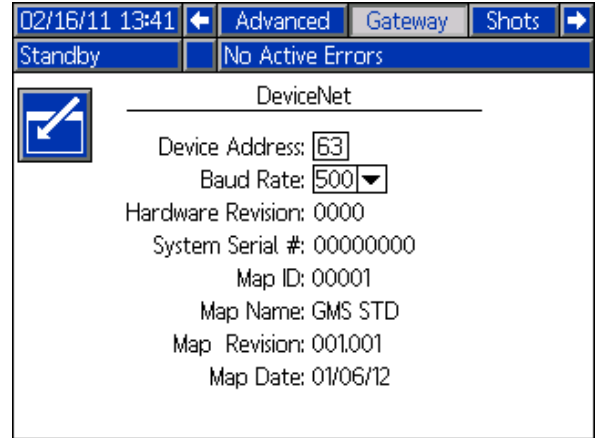 02/16/11 13:41 Advanced Gateway Shots
Standby No Active Errors
DeviceNet
Device Address: 63
Baud Rate: 500
Hardware Revision: 0000
System Serial #: 00000000
Map ID: 00001
Map Name: GMS STD
Map Revision: 001.001
Map Date: 01/06/12